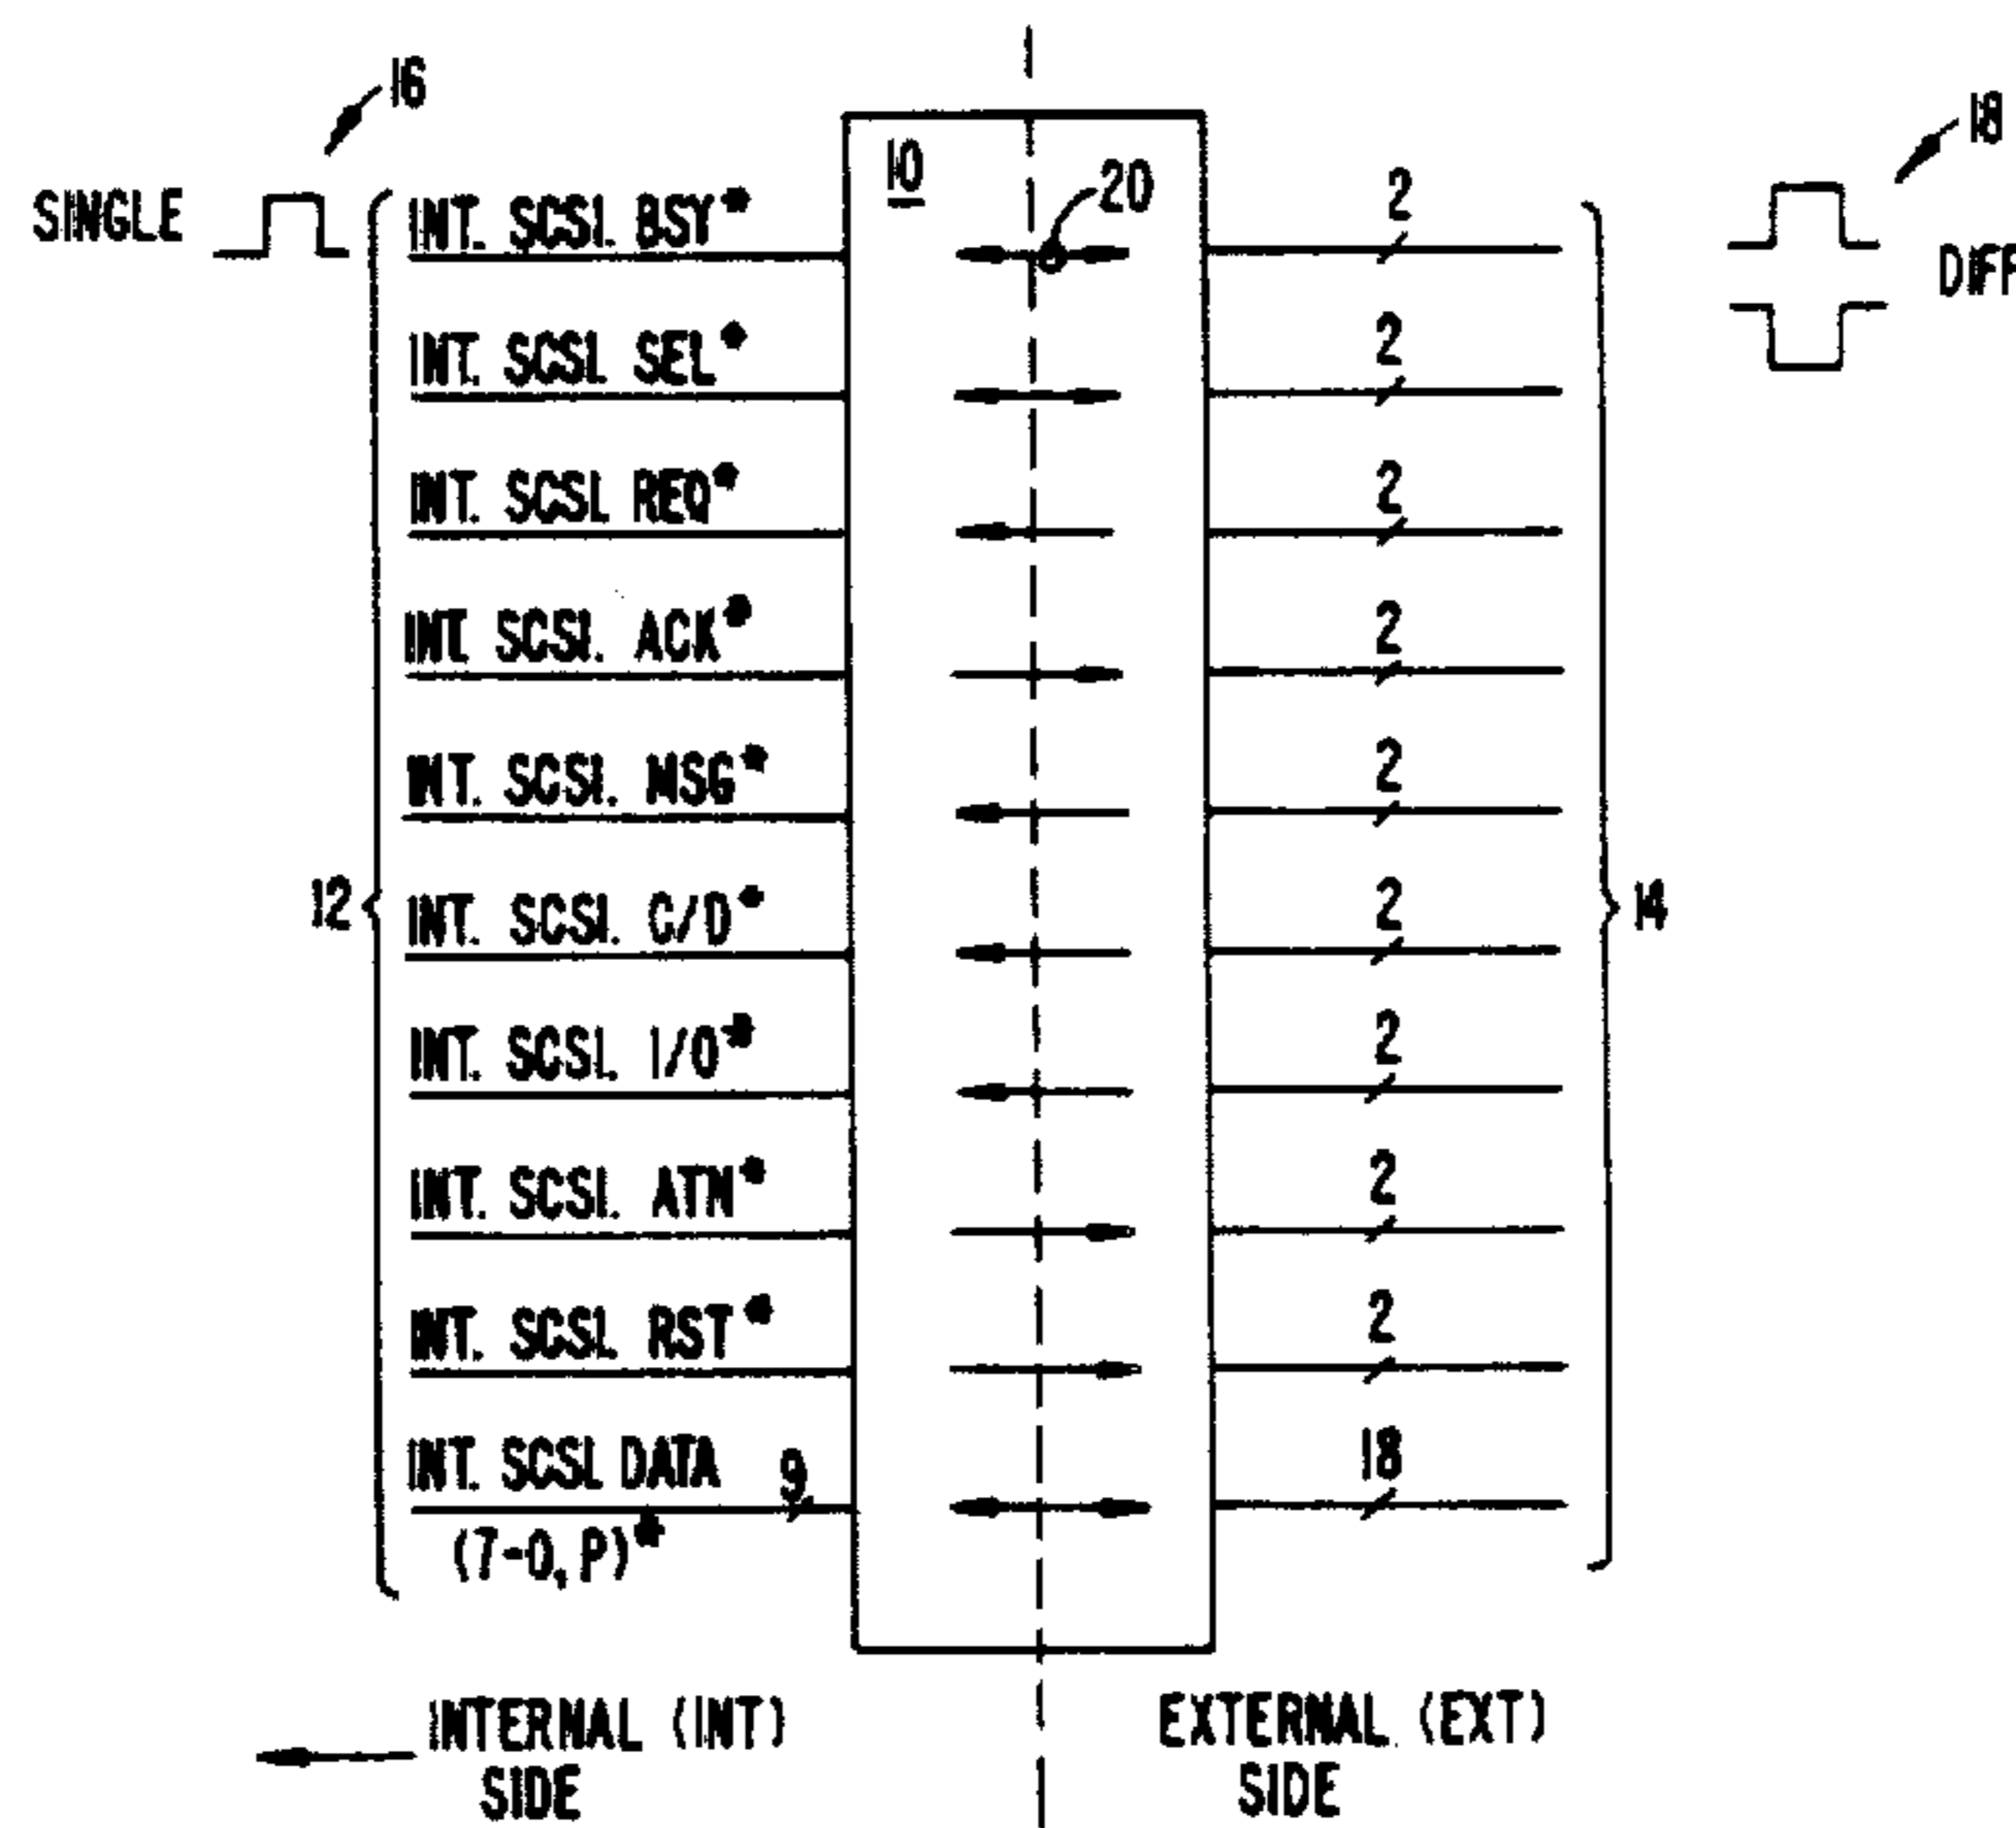 16
18
SINGLE
10
20
INT. SCSI. BSY*
2
DIFF
INT. SCSI. SEL*
2
INT. SCSI. REQ*
2
INT. SCSI. ACK*
2
INT. SCSI. MSG*
2
12
INT. SCSI. C/D*
2
14
INT. SCSI. I/O*
2
INT. SCSI. ATN*
2
INT. SCSI. RST*
2
INT. SCSI. DATA
9
18
(7-0, P)*
INTERNAL (INT)
SIDE
EXTERNAL (EXT)
SIDE